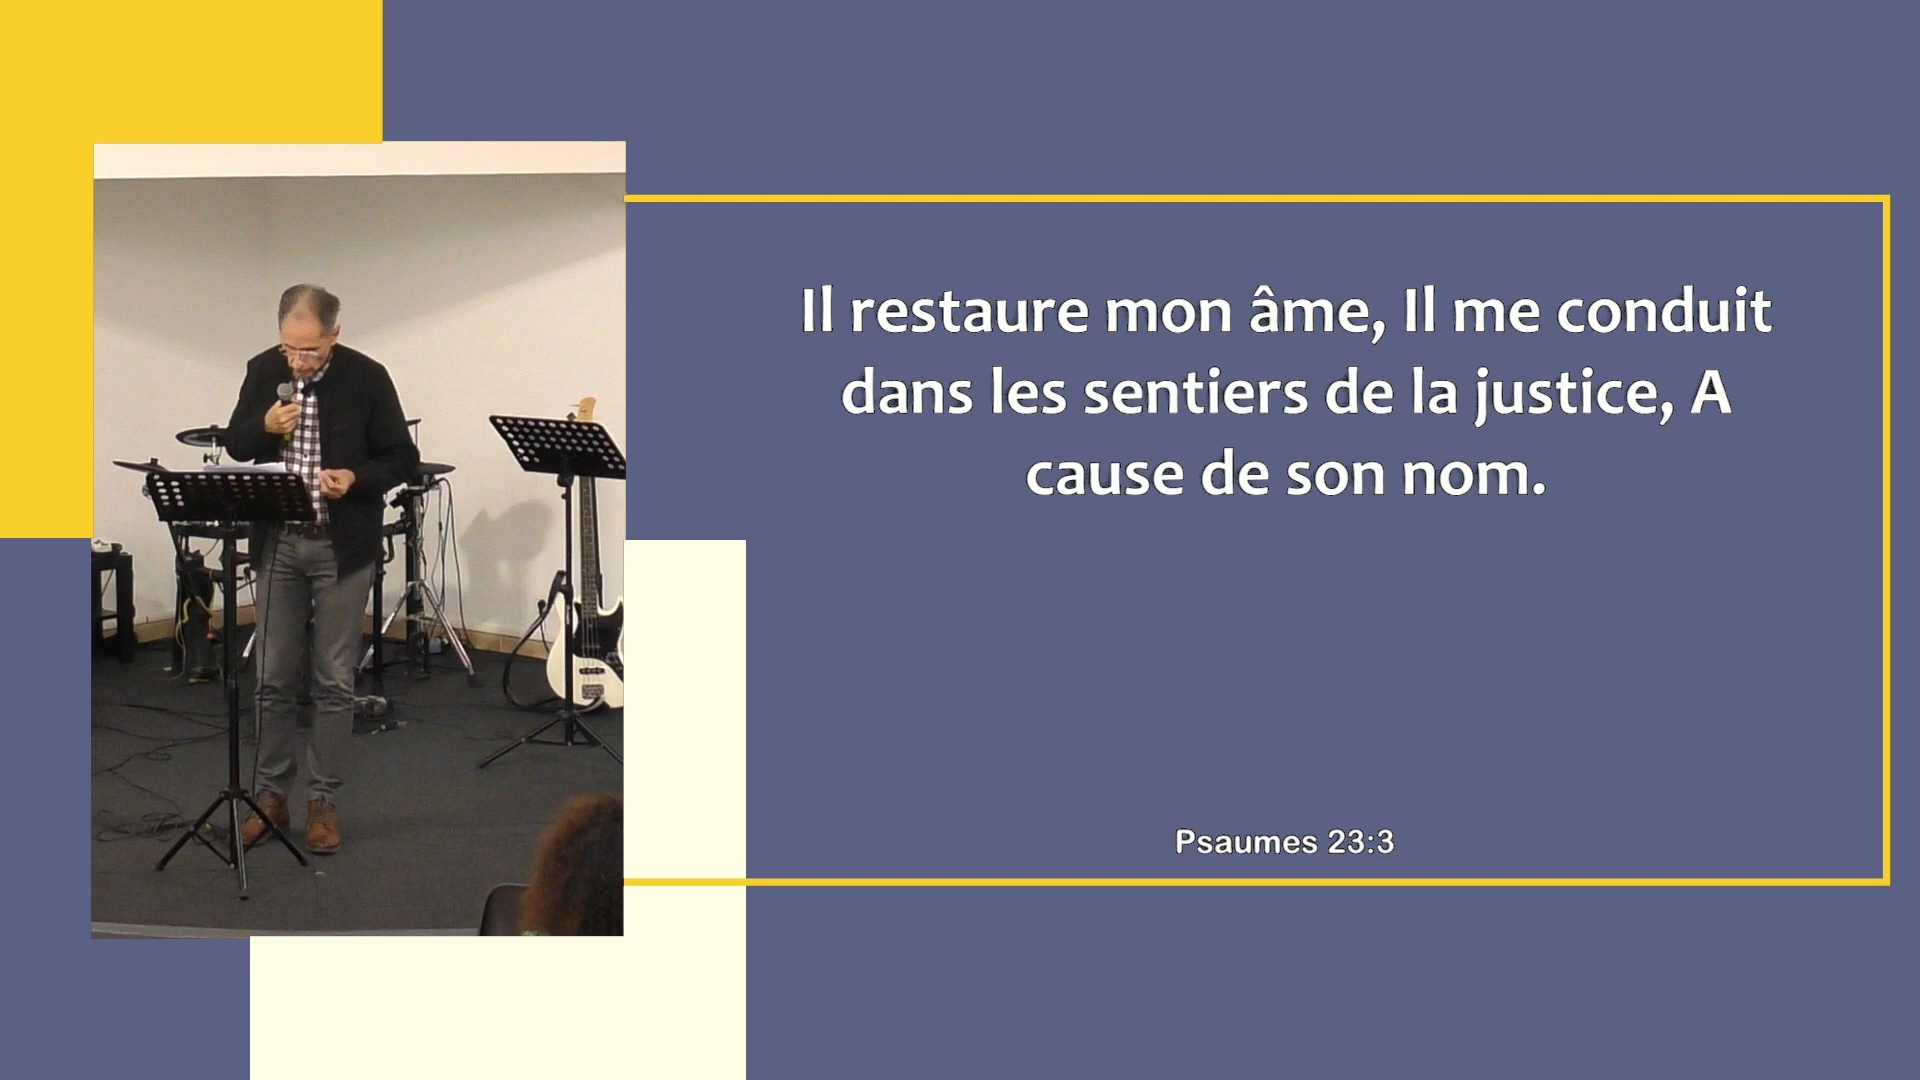 Il restaure mon âme, Il me conduit
dans les sentiers de la justice, A
cause de son nom.
Psaumes 23:3